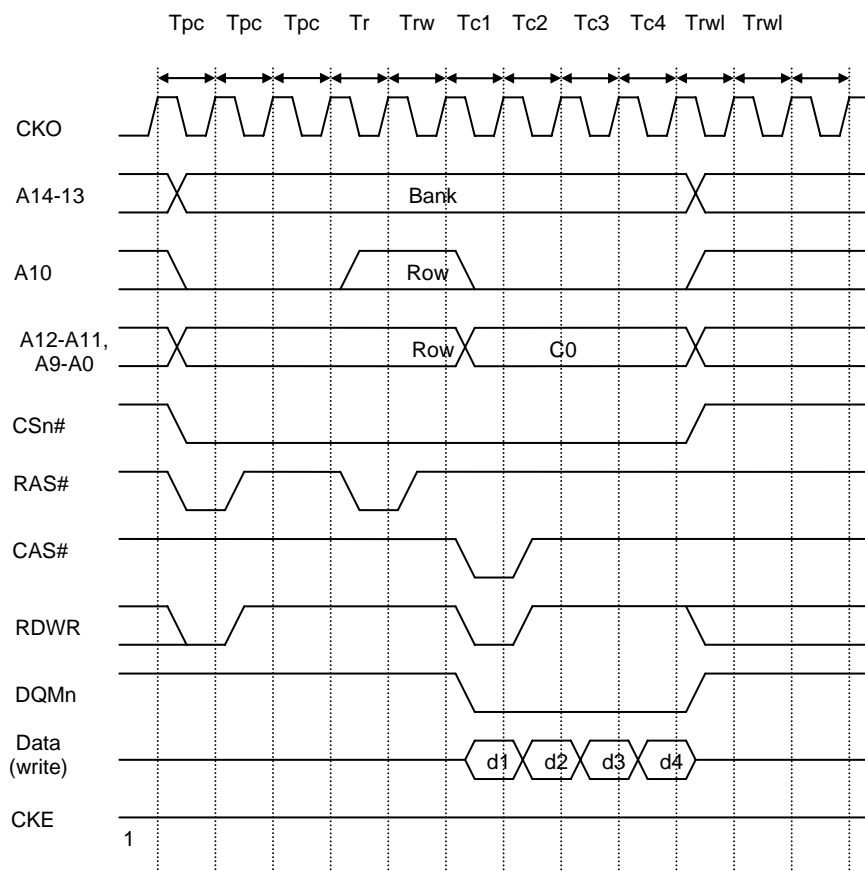 Tpc Tpc Tpc Tr Trw Tc1 Tc2 Tc3 Tc4 Trwl Trwl
CKO
A14-13 Bank
A10 Row
A12-A11,
A9-A0 Row C0
CSn#
RAS#
CAS#
RDWR
DQMn
Data
(write) d1 d2 d3 d4
CKE
1